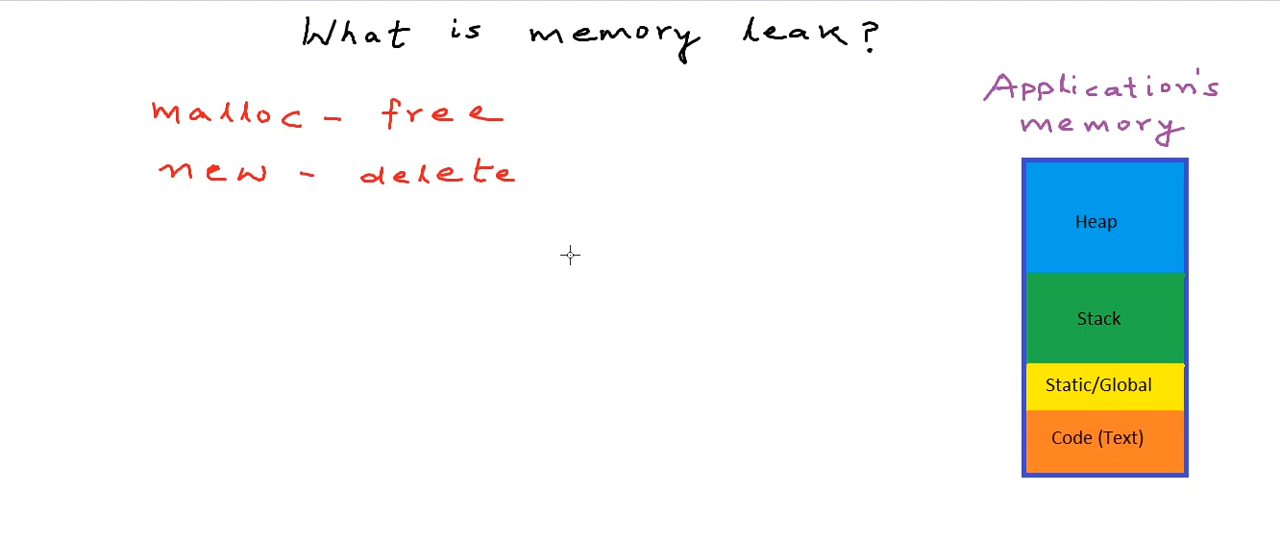 What is memory leak?
malloc - free
new - delete
Application's
memory
Heap
Stack
Static/Global
Code (Text)